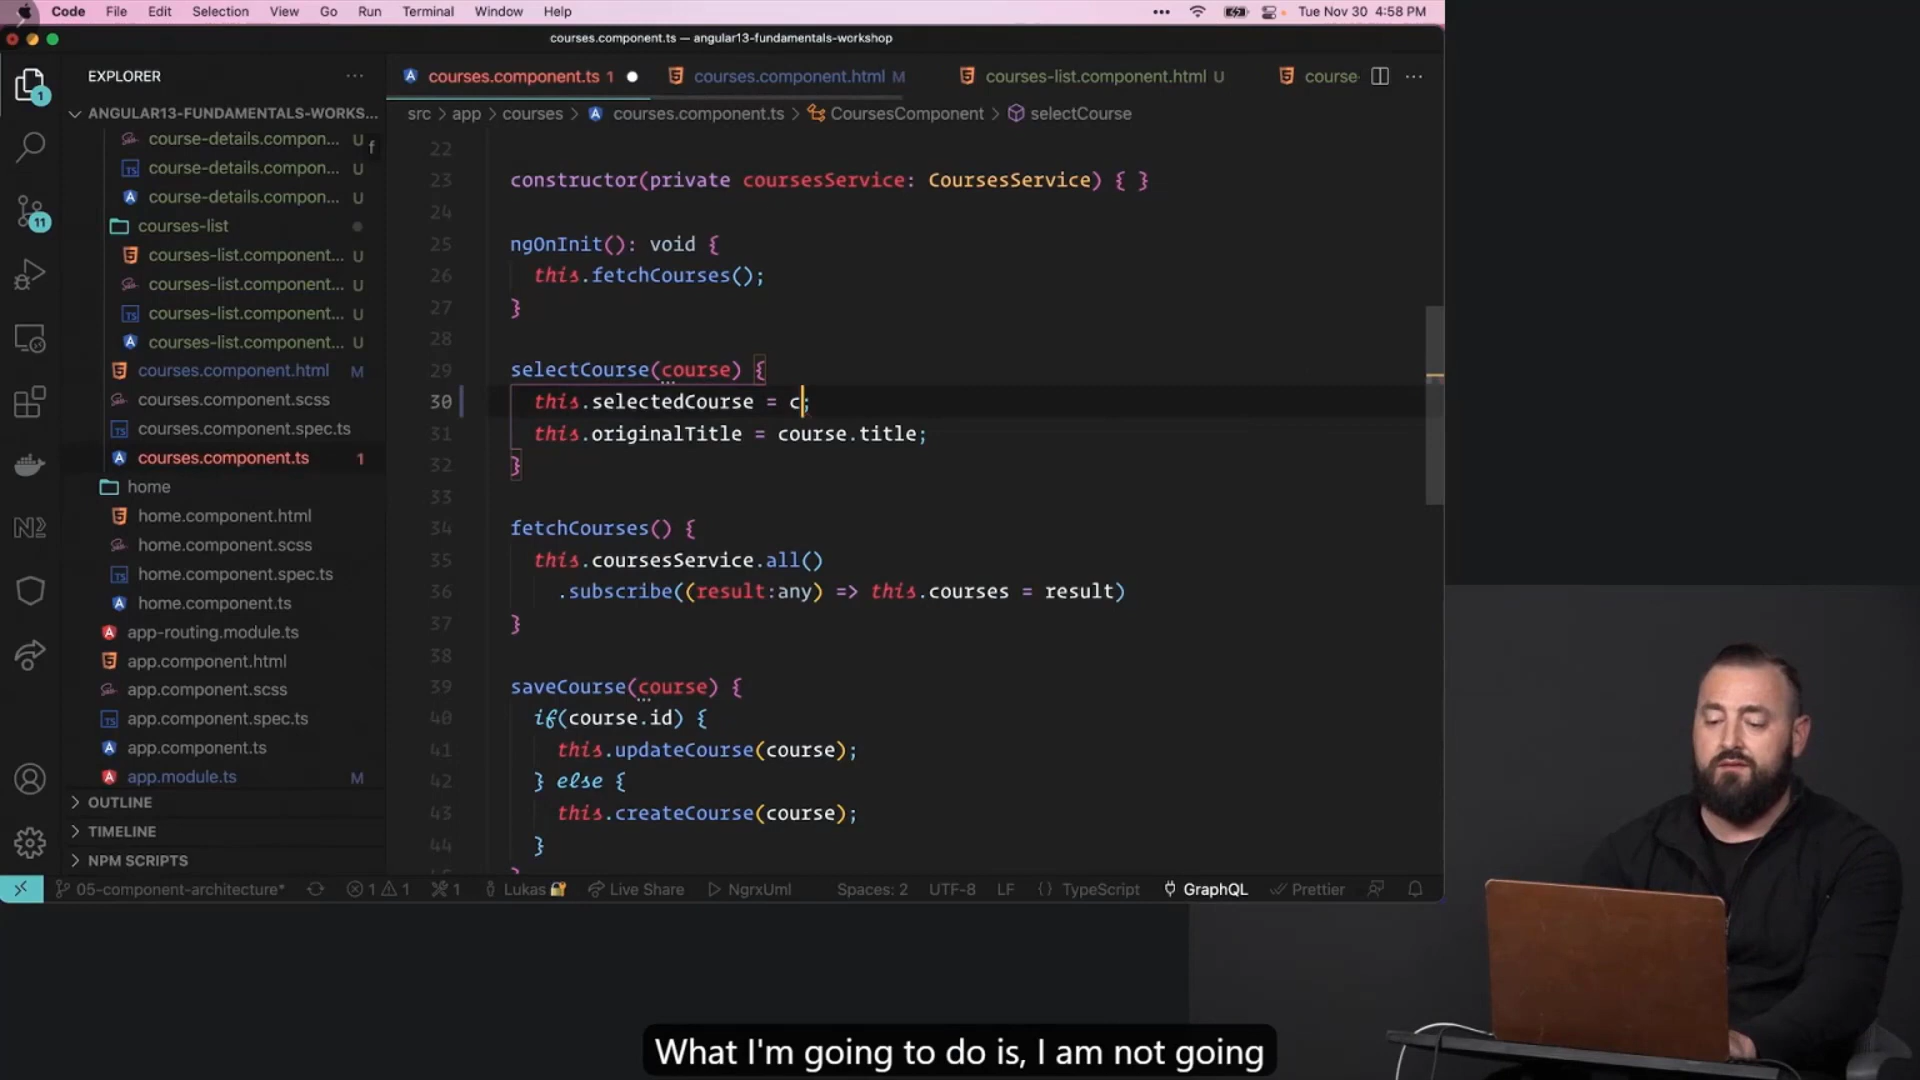 Code File Edit Selection View Go Run Terminal Window Help
Tue Nov 30 4:58 PM
courses.component.ts — angular13-fundamentals-workshop
EXPLORER
ANGULAR13-FUNDAMENTALS-WORKS...
course-details.compon... U
course-details.compon... U
course-details.compon... U
courses-list
courses-list.component... U
courses-list.component... U
courses-list.component... U
courses-list.component... U
courses.component.html M
courses.component.scss
courses.component.spec.ts
courses.component.ts 1
home
home.component.html
home.component.scss
home.component.spec.ts
home.component.ts
app-routing.module.ts
app.component.html
app.component.scss
app.component.spec.ts
app.component.ts
app.module.ts M
OUTLINE
TIMELINE
NPM SCRIPTS
1
11
f
courses.component.ts 1
courses.component.html M
courses-list.component.html U
course
src > app > courses > courses.component.ts > CoursesComponent > selectCourse
22
23 constructor(private coursesService: CoursesService) { }
24
25 ngOnInit(): void {
26 this.fetchCourses();
27 }
28
29 selectCourse(course) {
30 this.selectedCourse = c;
31 this.originalTitle = course.title;
32 }
33
34 fetchCourses() {
35 this.coursesService.all()
36 .subscribe((result:any) => this.courses = result)
37 }
38
39 saveCourse(course) {
40 if(course.id) {
41 this.updateCourse(course);
42 } else {
43 this.createCourse(course);
44 }
05-component-architecture* 1 1 1 Lukas Live Share NgrxUml Spaces: 2 UTF-8 LF {} TypeScript GraphQL Prettier
What I'm going to do is, I am not going